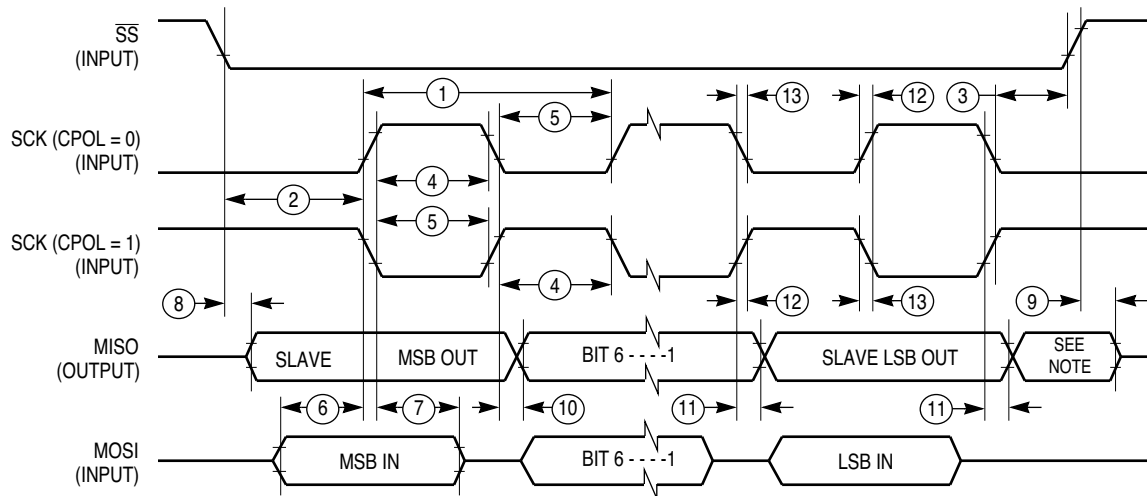 SS
(INPUT)
1
13
12
3
5
SCK (CPOL = 0)
(INPUT)
4
2
5
SCK (CPOL = 1)
(INPUT)
4
12
13
8
9
MISO
(OUTPUT)
SLAVE
MSB OUT
BIT 6 - - - - 1
SLAVE LSB OUT
SEE
NOTE
6
7
10
11
11
MOSI
(INPUT)
MSB IN
BIT 6 - - - - 1
LSB IN